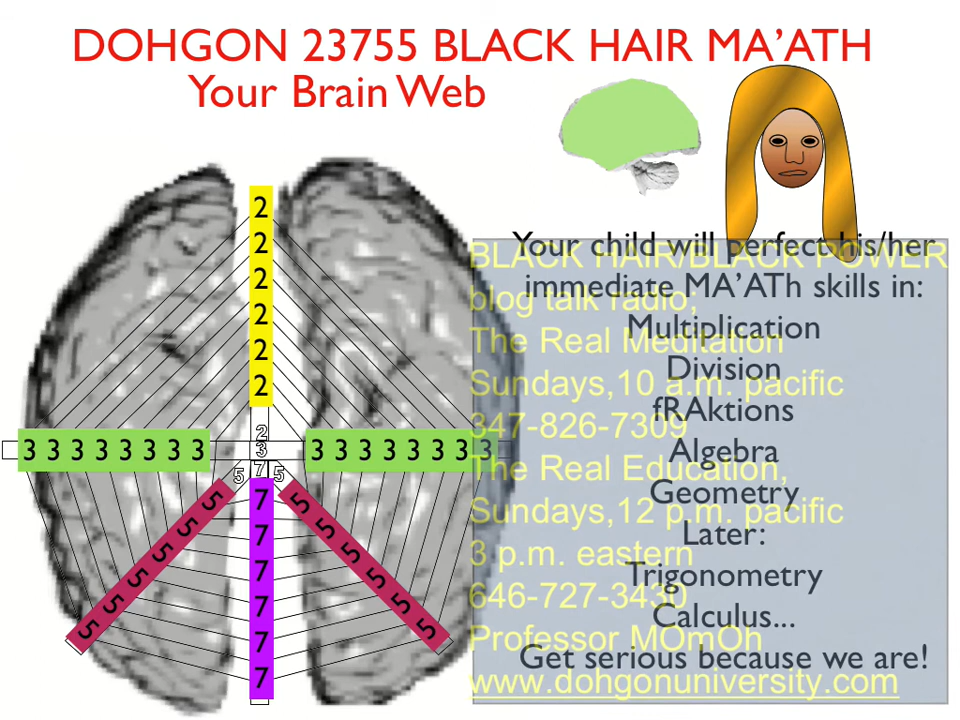 DOHGON 23755 BLACK HAIR MA'ATH
Your Brain Web
2
2
2
2
2
2
2
3 3 3 3 3 3 3 3
3
3 3 3 3 3 3 3 3
5 7 5
5 5 5 5 5 5
7
7
7
7
7
7
5 5 5 5 5 5
Your child will perfect his/her
immediate MA'ATh skills in:
Multiplication
Division
fRAktions
Algebra
Geometry
Later:
Trigonometry
Calculus...
Get serious because we are!
BLACK HAIR/BLACK POWER
blog talk radio;
The Real Meditation
Sundays,10 a.m. pacific
347-826-7309
The Real Education,
Sundays,12 p.m. pacific
3 p.m. eastern
646-727-3430
Professor MOmOh
www.dohgonuniversity.com